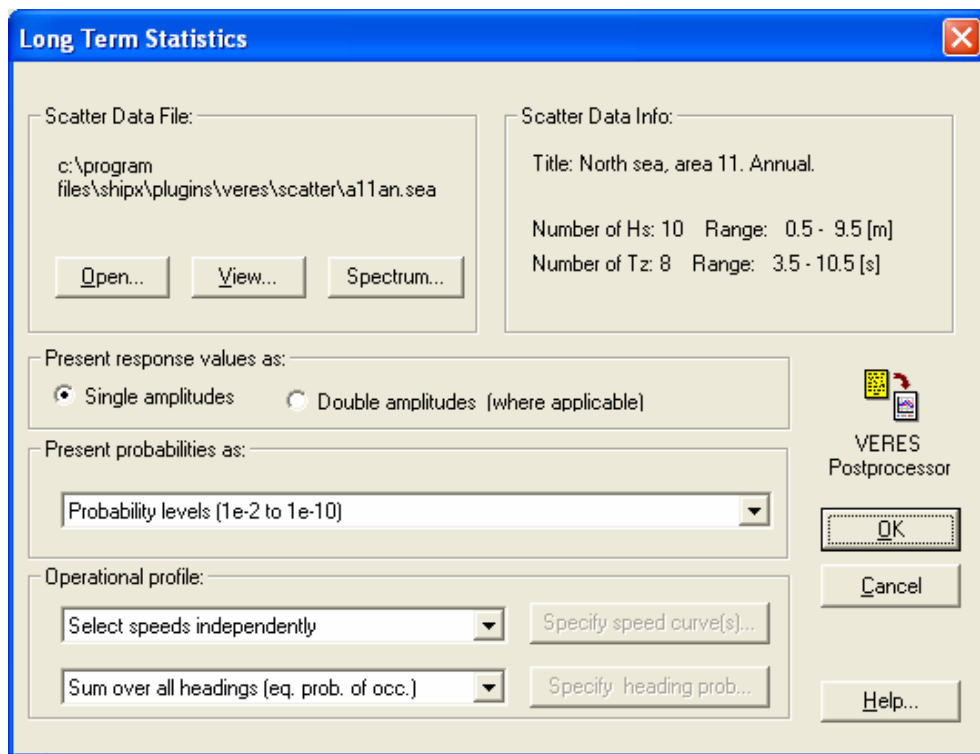 Long Term Statistics
Scatter Data File:
c:\program
files\shipx\plugins\veres\scatter\a11an.sea
Open...
View...
Spectrum...
Scatter Data Info:
Title: North sea, area 11. Annual.
Number of Hs: 10 Range: 0.5 - 9.5 [m]
Number of Tz: 8 Range: 3.5 - 10.5 [s]
Present response values as:
Single amplitudes
Double amplitudes (where applicable)
Present probabilities as:
Probability levels (1e-2 to 1e-10)
Operational profile:
Select speeds independently
Specify speed curve(s)...
Sum over all headings (eq. prob. of occ.)
Specify heading prob...
VERES
Postprocessor
OK
Cancel
Help...